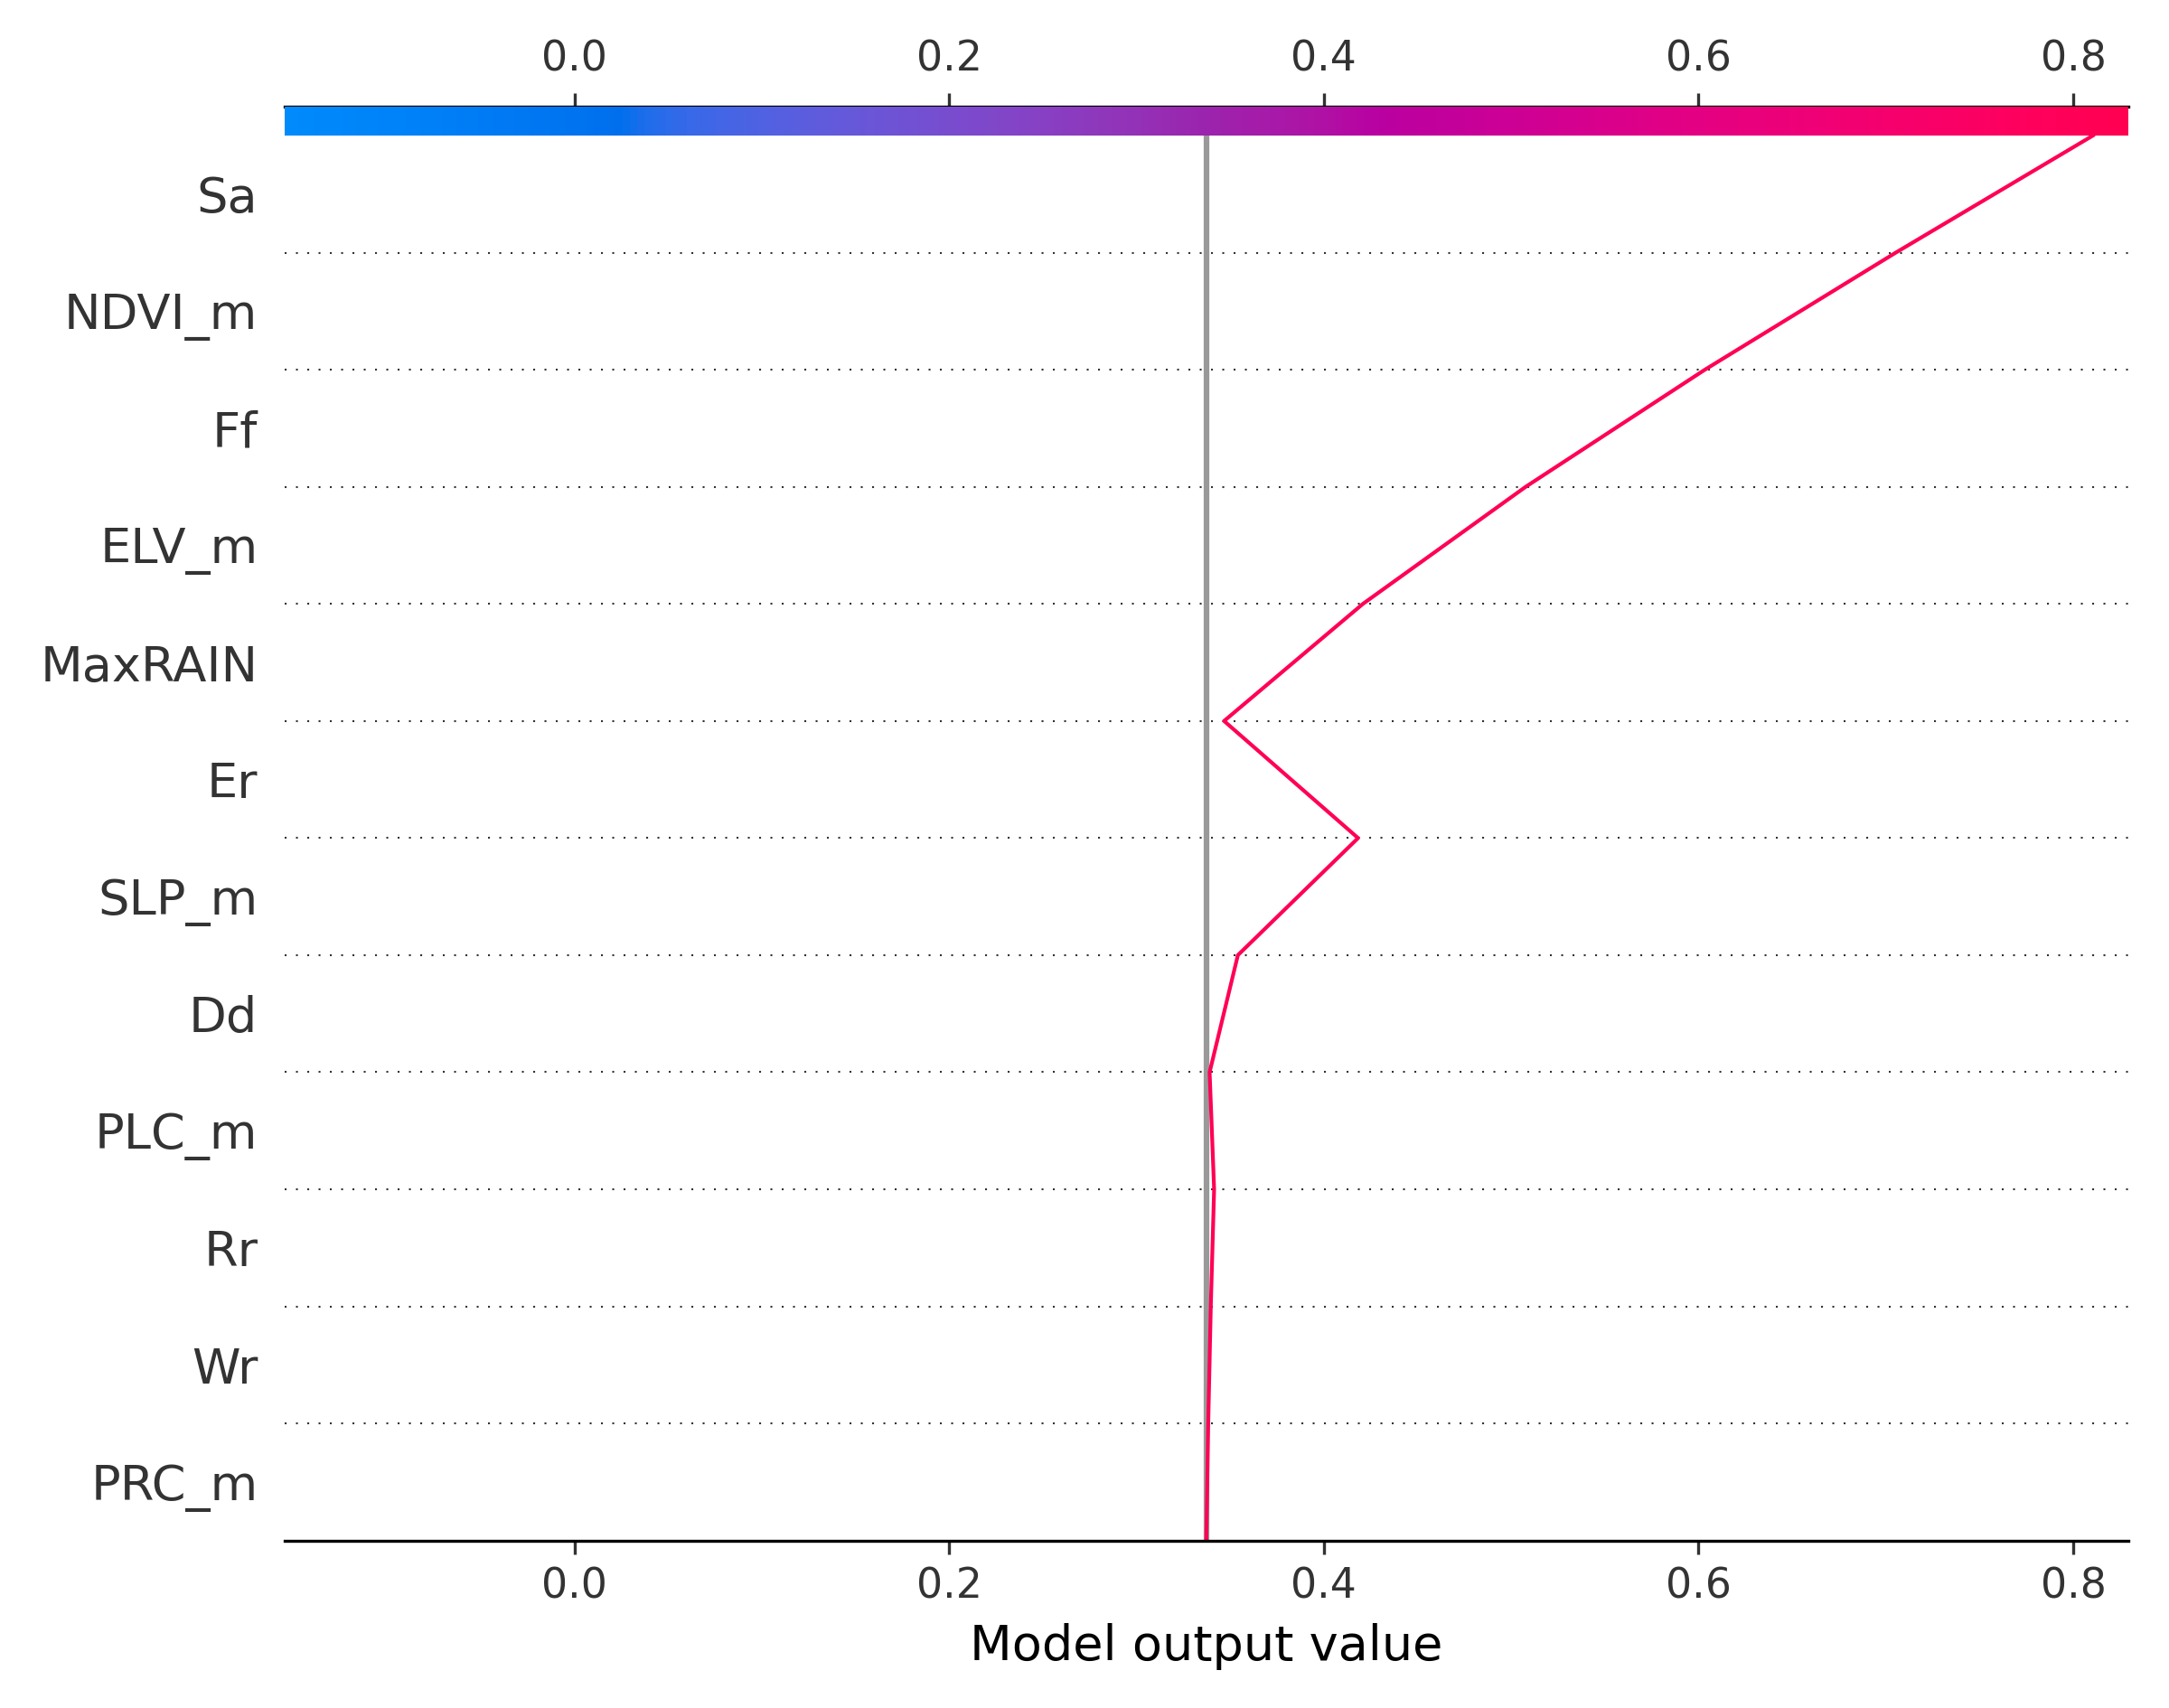 0.0 0.2 0.4 0.6 0.8
Sa
NDVI_m
Ff
ELV_m
MaxRAIN
Er
SLP_m
Dd
PLC_m
Rr
Wr
PRC_m
0.0 0.2 0.4 0.6 0.8
Model output value